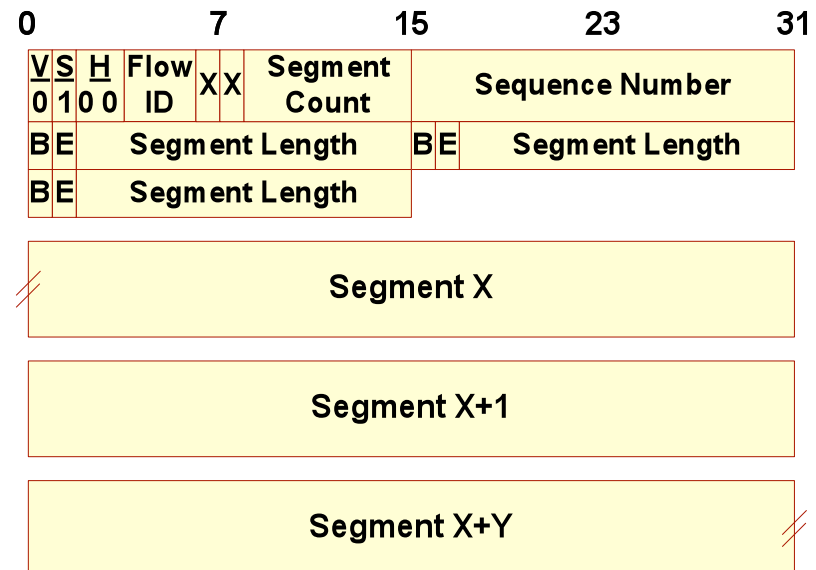 0 7 15 23 31
V S H Flow Segment
0 1 0 0 ID X X Count Sequence Number
B E Segment Length B E Segment Length
B E Segment Length
Segment X
Segment X+1
Segment X+Y